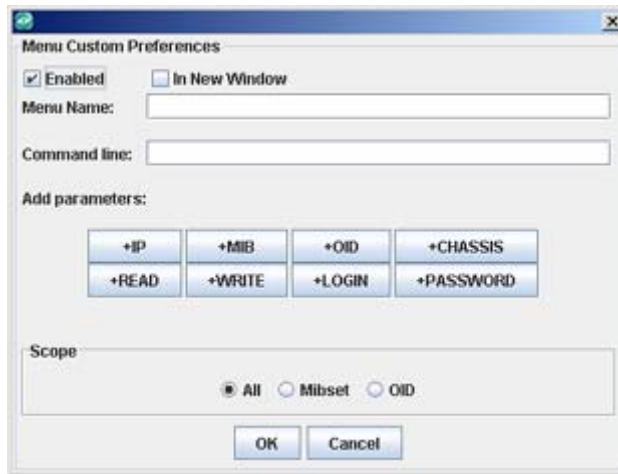 Menu Custom Preferences
Enabled In New Window
Menu Name:
Command line:
Add parameters:
+IP +MIB +OID +CHASSIS
+READ +WRITE +LOGIN +PASSWORD
Scope
All Mibset OID
OK Cancel